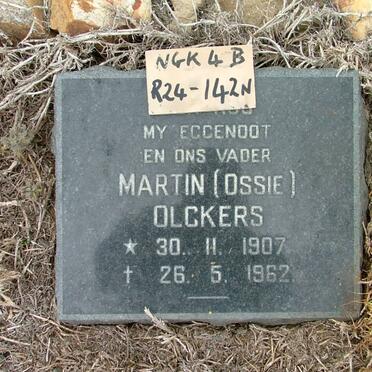 NGK 4 B
R24-142N
MY EGGENOOT
EN ONS VADER
MARTIN (OSSIE)
OLCKERS
* 30. 11. 1907
† 26. 5. 1962.